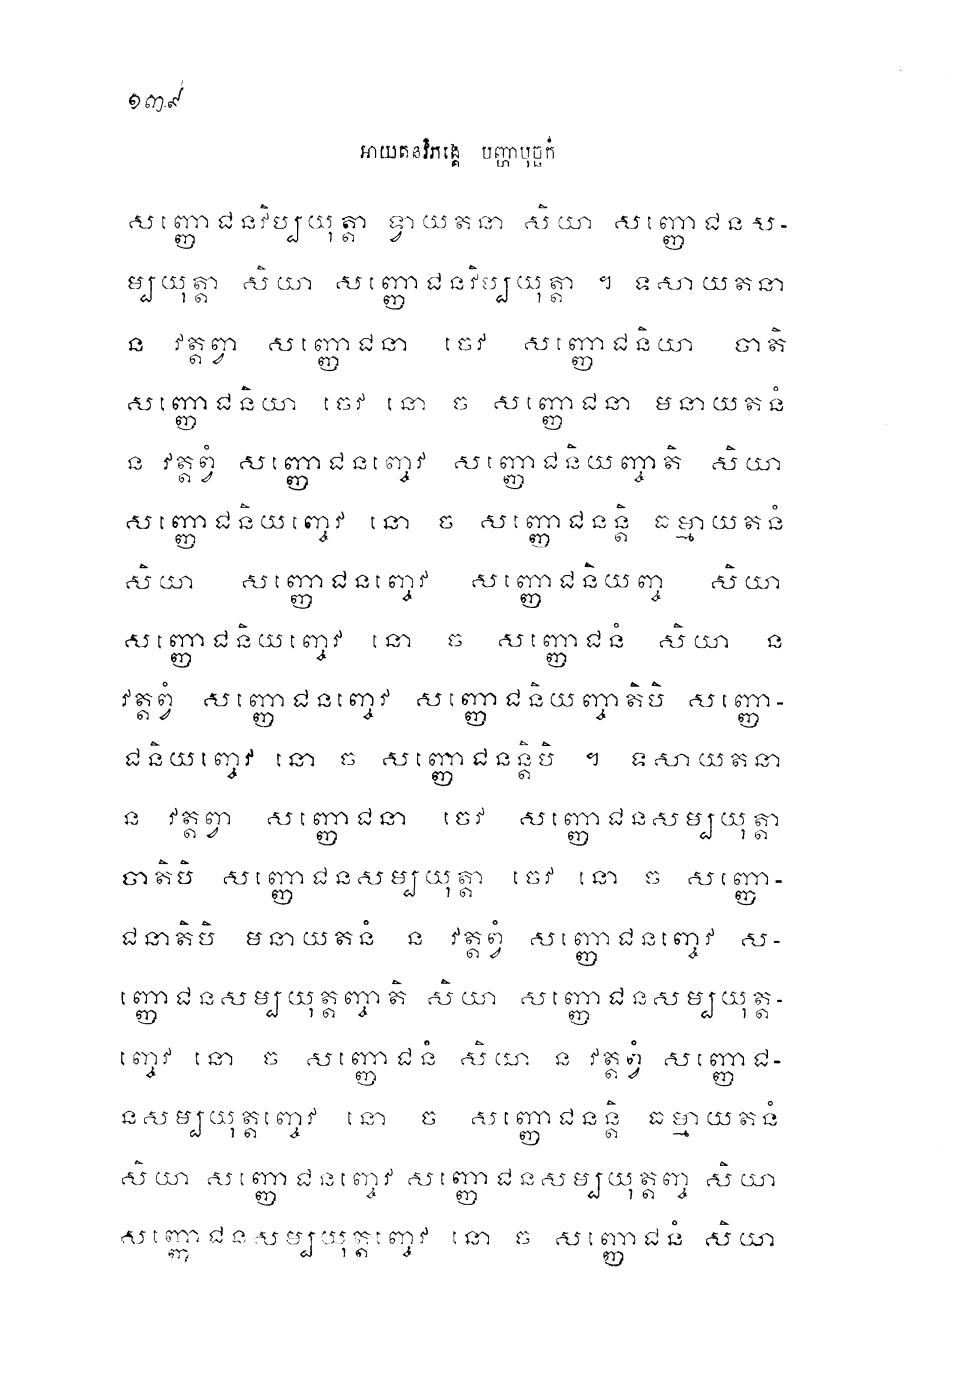 ១៣៩
អាយតនវិភង្គេ បញ្ហាបុច្ឆកំ
សញ្ញោជនវិប្បយុត្តា ទ្វាយតនា សិយា សញ្ញោជនស-
ម្បយុត្តា សិយា សញ្ញោជនវិប្បយុត្តា ។ ទសាយតនា
ន វត្តព្វា សញ្ញោជនា ចេវ សញ្ញោជនិយា ចាតិ
សញ្ញោជនិយា ចេវ នោ ច សញ្ញោជនា មនាយតនំ
ន វត្តព្វំ សញ្ញោជនញ្ចេវ សញ្ញោជនិយញ្ចាតិ សិយា
សញ្ញោជនិយញ្ចេវ នោ ច សញ្ញោជនន្តិ ធម្មាយតនំ
សិយា សញ្ញោជនញ្ចេវ សញ្ញោជនិយញ្ច សិយា
សញ្ញោជនិយញ្ចេវ នោ ច សញ្ញោជនំ សិយា ន
វត្តព្វំ សញ្ញោជនញ្ចេវ សញ្ញោជនិយញ្ចាតិបិ សញ្ញោ-
ជនិយញ្ចេវ នោ ច សញ្ញោជនន្តិបិ ។ ទសាយតនា
ន វត្តព្វា សញ្ញោជនា ចេវ សញ្ញោជនសម្បយុត្តា
ចាតិបិ សញ្ញោជនសម្បយុត្តា ចេវ នោ ច សញ្ញោ-
ជនាតិបិ មនាយតនំ ន វត្តព្វំ សញ្ញោជនញ្ចេវ ស-
ញ្ញោជនសម្បយុត្តញ្ចាតិ សិយា សញ្ញោជនសម្បយុត្ត-
ញ្ចេវ នោ ច សញ្ញោជនំ សិយា ន វត្តព្វំ សញ្ញោជ-
នសម្បយុត្តញ្ចេវ នោ ច សញ្ញោជនន្តិ ធម្មាយតនំ
សិយា សញ្ញោជនញ្ចេវ សញ្ញោជនសម្បយុត្តញ្ច សិយា
សញ្ញោជនសម្បយុត្តញ្ចេវ នោ ច សញ្ញោជនំ សិយា